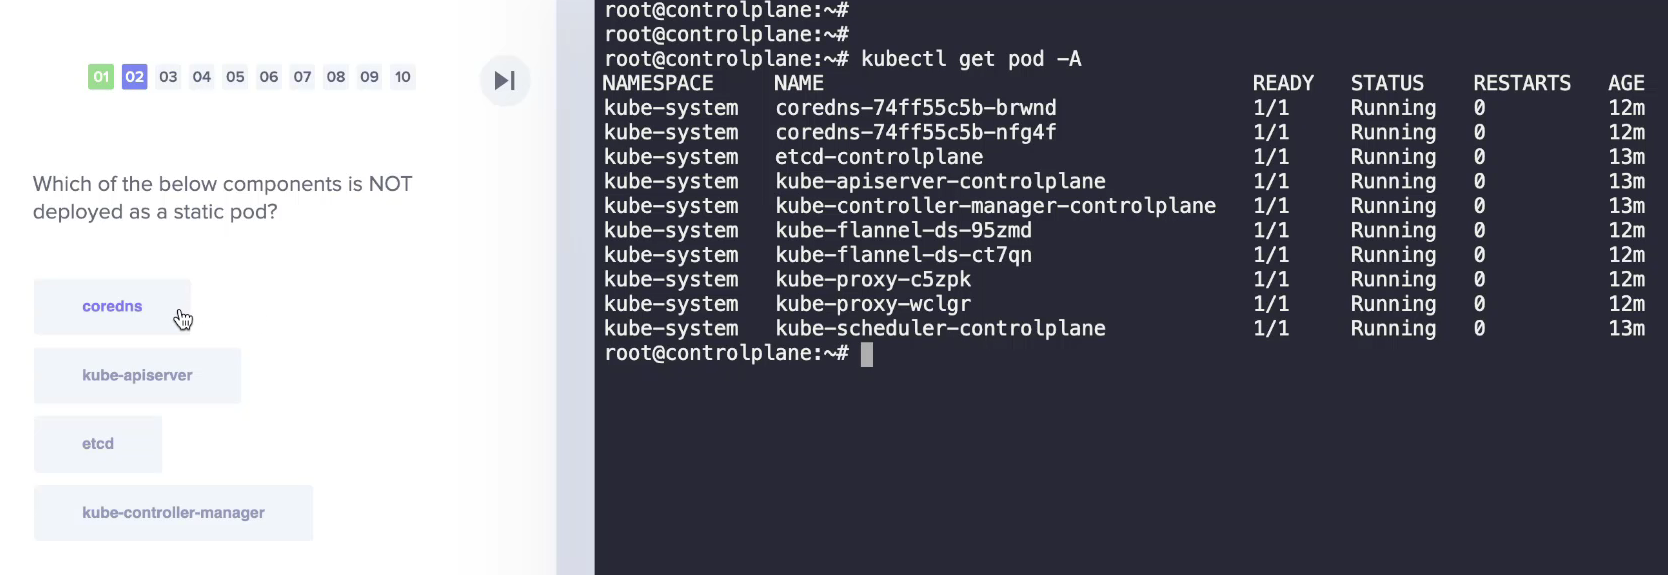 01 02 03 04 05 06 07 08 09 10
Which of the below components is NOT
deployed as a static pod?
coredns
kube-apiserver
etcd
kube-controller-manager
root@controlplane:~#
root@controlplane:~#
root@controlplane:~# kubectl get pod -A
NAMESPACE NAME READY STATUS RESTARTS AGE
kube-system coredns-74ff55c5b-brwnd 1/1 Running 0 12m
kube-system coredns-74ff55c5b-nfg4f 1/1 Running 0 12m
kube-system etcd-controlplane 1/1 Running 0 13m
kube-system kube-apiserver-controlplane 1/1 Running 0 13m
kube-system kube-controller-manager-controlplane 1/1 Running 0 13m
kube-system kube-flannel-ds-95zmd 1/1 Running 0 12m
kube-system kube-flannel-ds-ct7qn 1/1 Running 0 12m
kube-system kube-proxy-c5zpk 1/1 Running 0 12m
kube-system kube-proxy-wclgr 1/1 Running 0 12m
kube-system kube-scheduler-controlplane 1/1 Running 0 13m
root@controlplane:~#